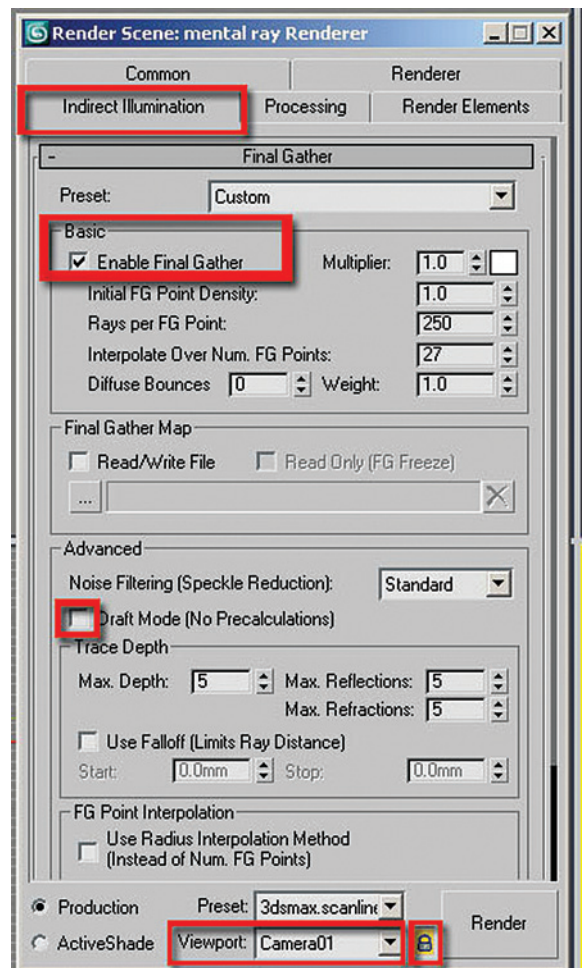 Render Scene: mental ray Renderer
Common Renderer
Indirect Illumination Processing Render Elements
- Final Gather
Preset: Custom
Basic
Enable Final Gather Multiplier: 1.0
Initial FG Point Density: 1.0
Rays per FG Point: 250
Interpolate Over Num. FG Points: 27
Diffuse Bounces 0 Weight: 1.0
Final Gather Map
Read/Write File Read Only (FG Freeze)
...
Advanced
Noise Filtering (Speckle Reduction): Standard
Draft Mode (No Precalculations)
Trace Depth
Max. Depth: 5 Max. Reflections: 5
Max. Refractions: 5
Use Falloff (Limits Ray Distance)
Start: 0.0mm Stop: 0.0mm
FG Point Interpolation
Use Radius Interpolation Method
(Instead of Num. FG Points)
Production Preset: 3dsmax.scanline
Render
ActiveShade Viewport: Camera01